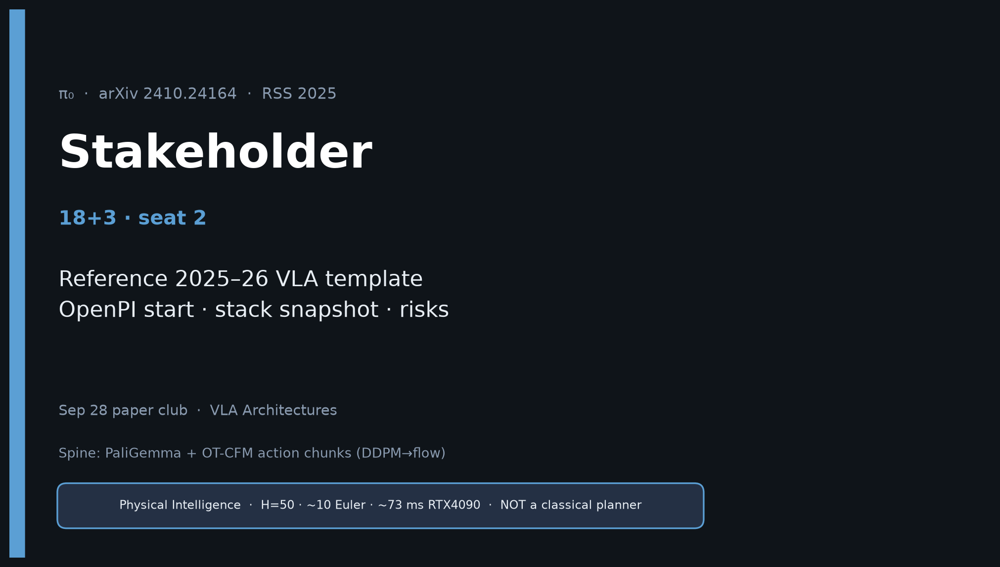 π₀ · arXiv 2410.24164 · RSS 2025
Stakeholder
18+3 · seat 2
Reference 2025–26 VLA template
OpenPI start · stack snapshot · risks
Sep 28 paper club · VLA Architectures
Spine: PaliGemma + OT-CFM action chunks (DDPM→flow)
Physical Intelligence · H=50 · ~10 Euler · ~73 ms RTX4090 · NOT a classical planner